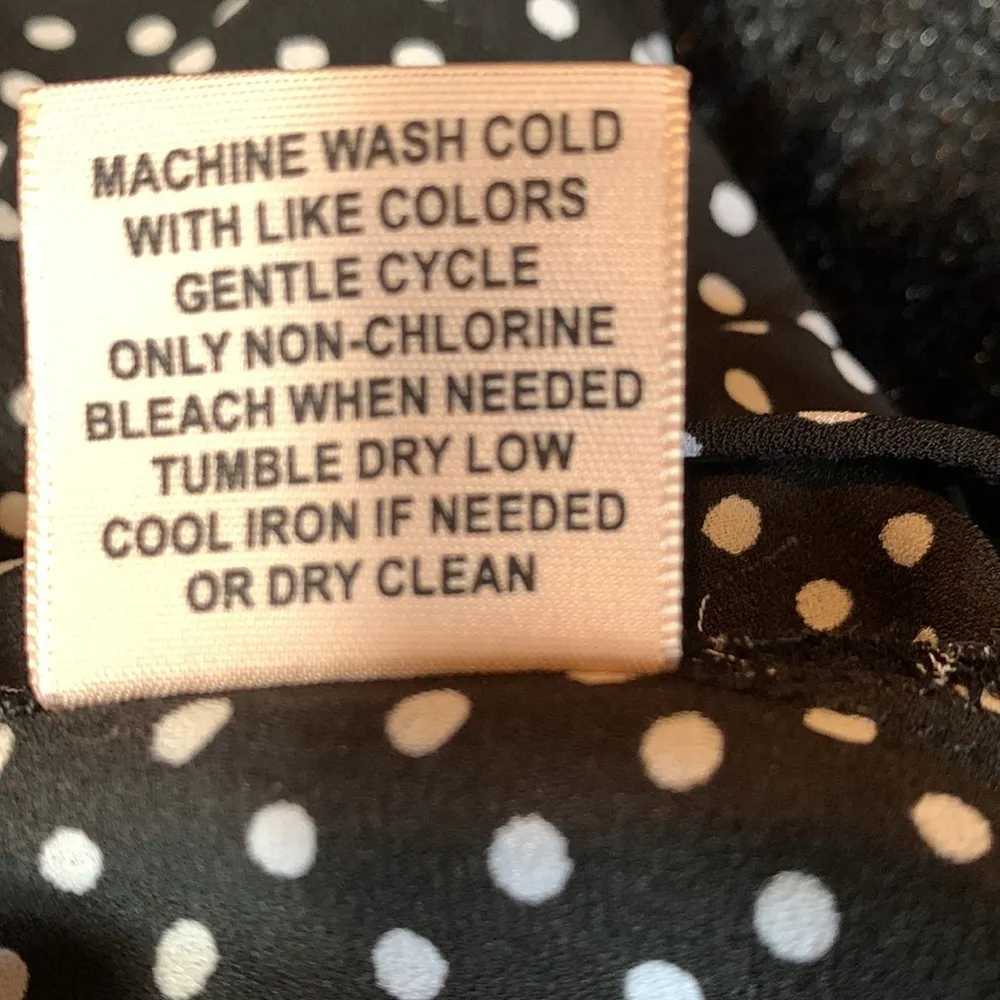 MACHINE WASH COLD
WITH LIKE COLORS
GENTLE CYCLE
ONLY NON-CHLORINE
BLEACH WHEN NEEDED
TUMBLE DRY LOW
COOL IRON IF NEEDED
OR DRY CLEAN